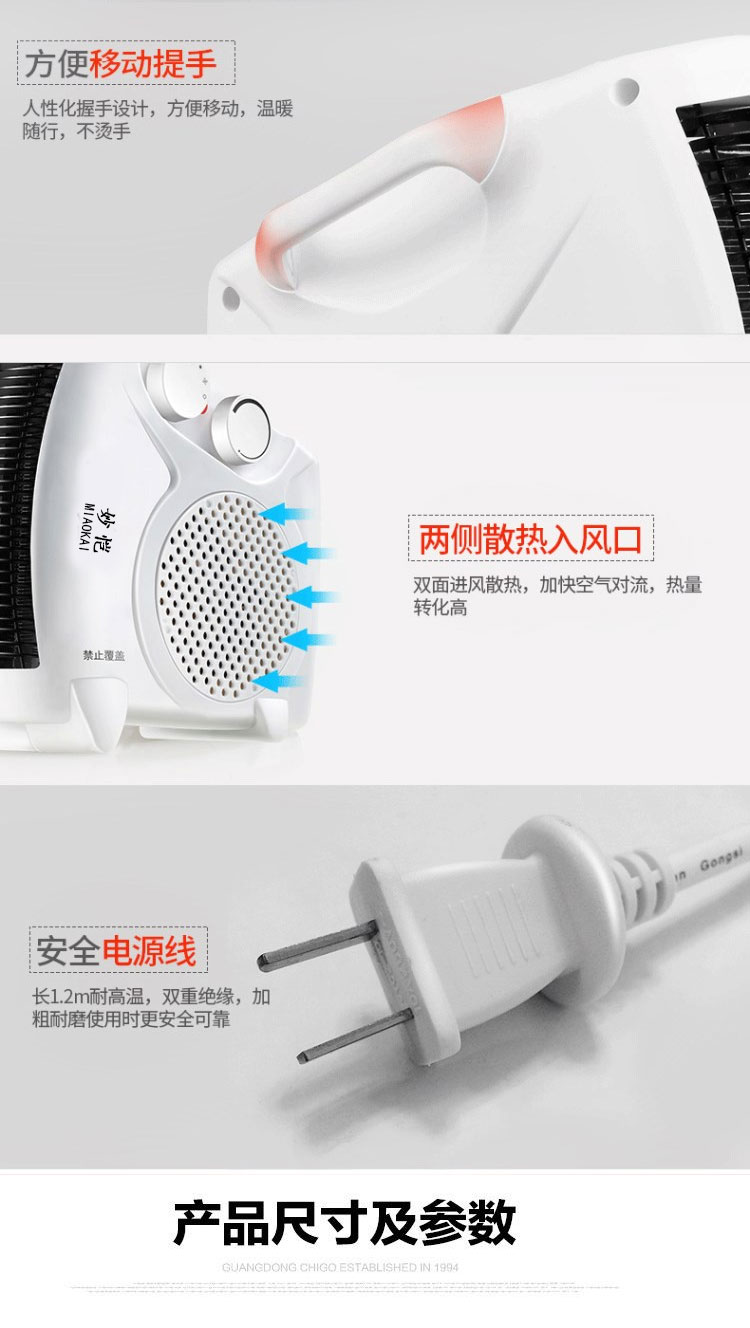 方便移动提手
人性化握手设计，方便移动，温暖
随行，不烫手
妙恺
MIAOKAI
禁止覆盖
两侧散热入风口
双面进风散热，加快空气对流，热量
转化高
Gongsi
安全电源线
长1.2m耐高温，双重绝缘，加
粗耐磨使用时更安全可靠
产品尺寸及参数
GUANGDONG CHIGO ESTABLISHED IN 1994